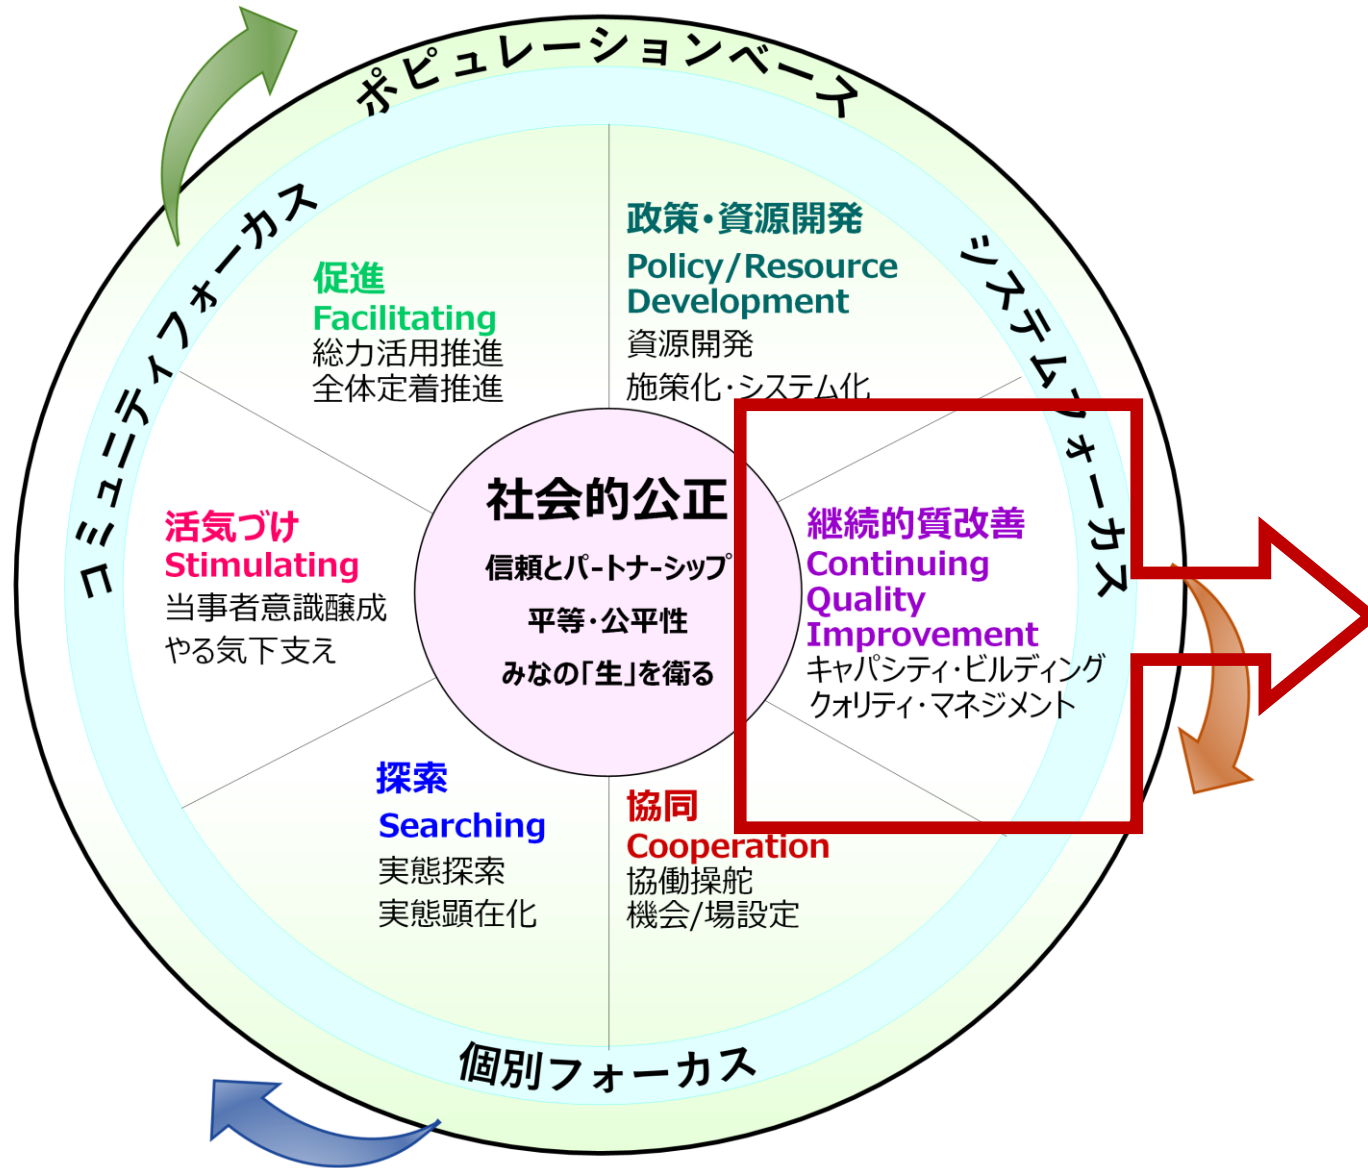 ポピュレーションベース
コミュニティフォーカス
システムフォーカス
政策・資源開発
Policy/Resource
Development
資源開発
施策化・システム化
促進
Facilitating
総力活用推進
全体定着推進
社会的公正
信頼とパートナーシップ
平等・公平性
みなの「生」を衛る
継続的質改善
Continuing
Quality
Improvement
キャパシティ・ビルディング
クォリティ・マネジメント
活気づけ
Stimulating
当事者意識醸成
やる気下支え
探索
Searching
実態探索
実態顕在化
協同
Cooperation
協働操舵
機会/場設定
個別フォーカス